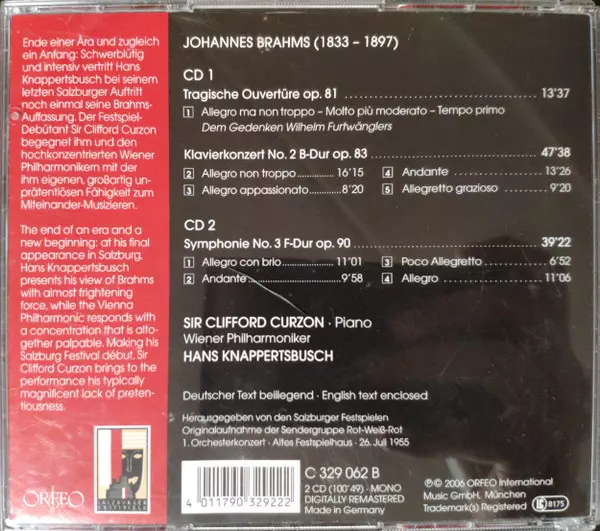 Ende einer Ära und zugleich
ein Anfang: Schwerblütig
und intensiv vertritt Hans
Knappertsbusch bei seinem
letzten Salzburger Auftritt
noch einmal seine Brahms-
Auffassung. Der Festspiel-
Debütant Sir Clifford Curzon
begegnet ihm und den
hochkonzentrierten Wiener
Philharmonikern mit der
ihm eigenen, großartig un-
prätentiösen Fähigkeit zum
Miteinander-Musizieren.
The end of an era and a
new beginning: at his final
appearance in Salzburg,
Hans Knappertsbusch
presents his view of Brahms
with almost frightening
force, while the Vienna
Philharmonic responds with
a concentration that is alto-
gether palpable. Making his
Salzburg Festival début, Sir
Clifford Curzon brings to the
performance his typically
magnificent lack of preten-
tiousness.
ORFEO
SALZBURGER
FESTSPIELE
JOHANNES BRAHMS (1833 – 1897)
CD 1
Tragische Ouvertüre op. 81 13'37
1 Allegro ma non troppo – Molto più moderato – Tempo primo
Dem Gedenken Wilhelm Furtwänglers
Klavierkonzert No. 2 B-Dur op. 83 47'38
2 Allegro non troppo 16'15 4 Andante 13'26
3 Allegro appassionato 8'20 5 Allegretto grazioso 9'20
CD 2
Symphonie No. 3 F-Dur op. 90 39'22
1 Allegro con brio 11'01 3 Poco Allegretto 6'52
2 Andante 9'58 4 Allegro 11'06
SIR CLIFFORD CURZON · Piano
Wiener Philharmoniker
HANS KNAPPERTSBUSCH
Deutscher Text beiliegend · English text enclosed
Herausgegeben von den Salzburger Festspielen
Originalaufnahme der Sendergruppe Rot-Weiß-Rot
1. Orchesterkonzert · Altes Festspielhaus · 26. Juli 1955
4 011790 329222
C 329 062 B
2 CD (100'49) · MONO
DIGITALLY REMASTERED
Made in Germany
℗ © 2006 ORFEO International
Music GmbH, München
Trademark(s) Registered
LC 8175